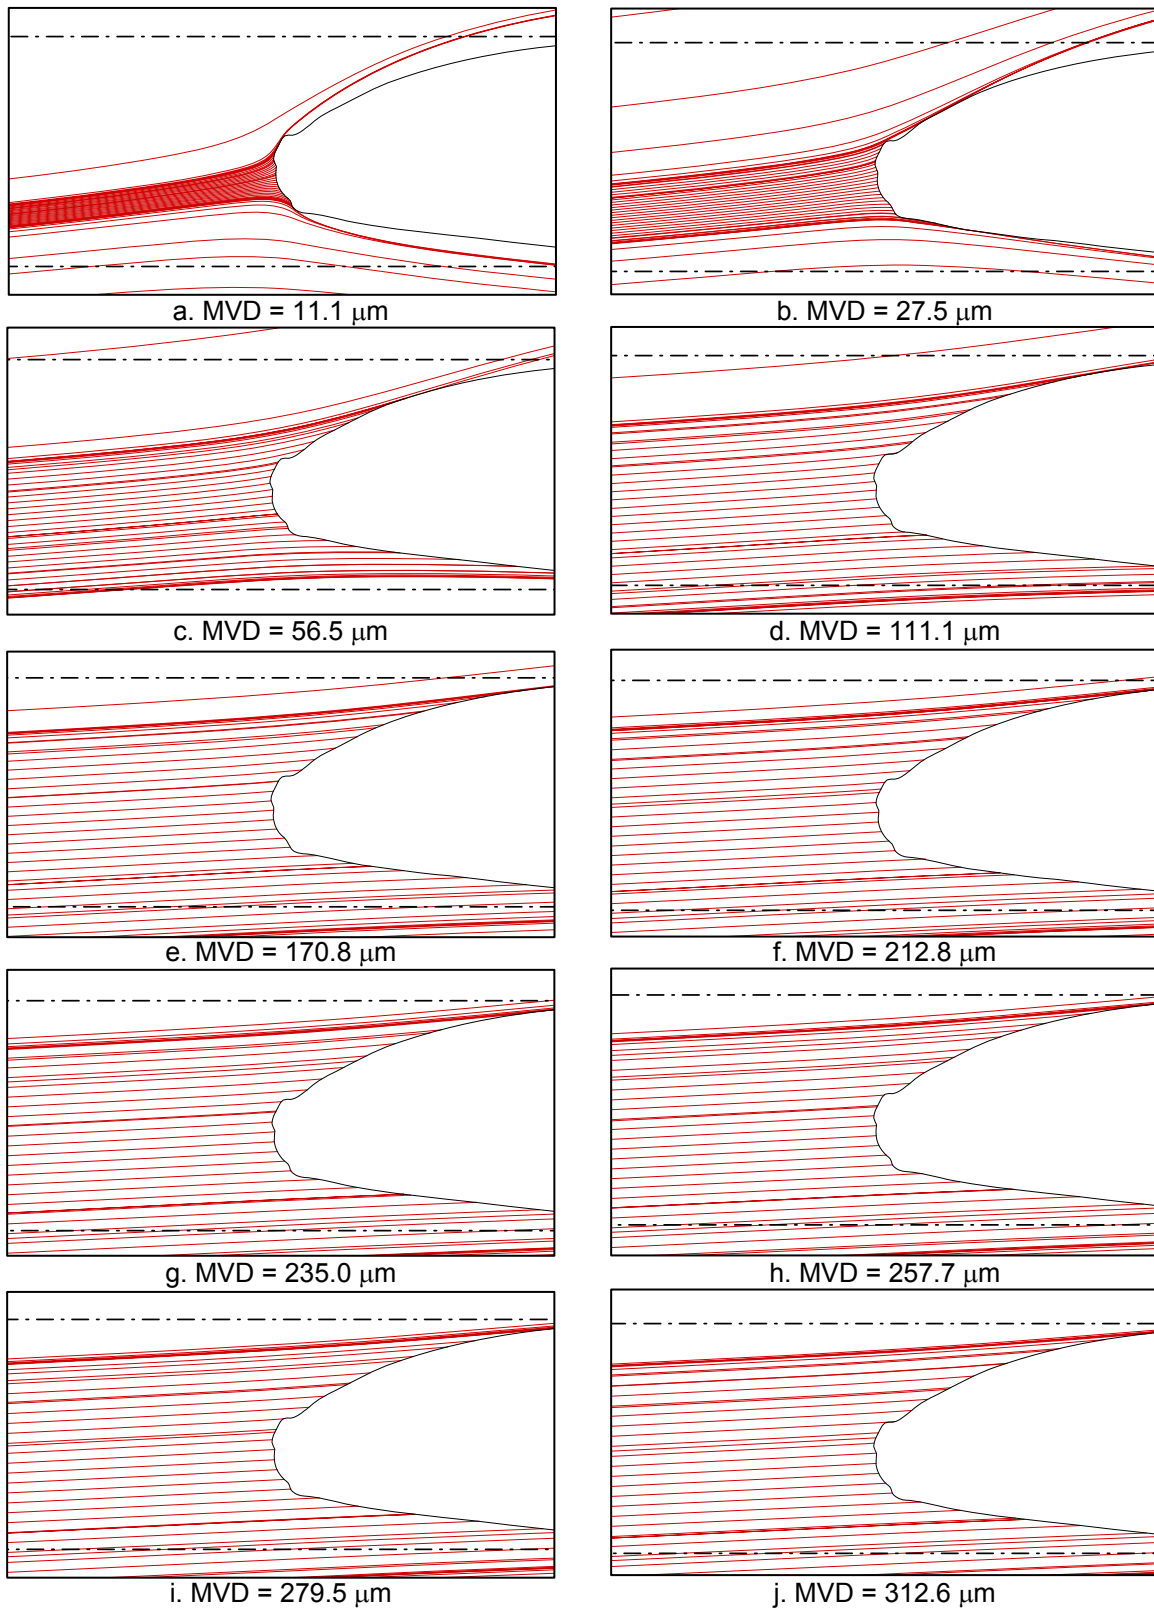 a. MVD = 11.1 μm
b. MVD = 27.5 μm
c. MVD = 56.5 μm
d. MVD = 111.1 μm
e. MVD = 170.8 μm
f. MVD = 212.8 μm
g. MVD = 235.0 μm
h. MVD = 257.7 μm
i. MVD = 279.5 μm
j. MVD = 312.6 μm